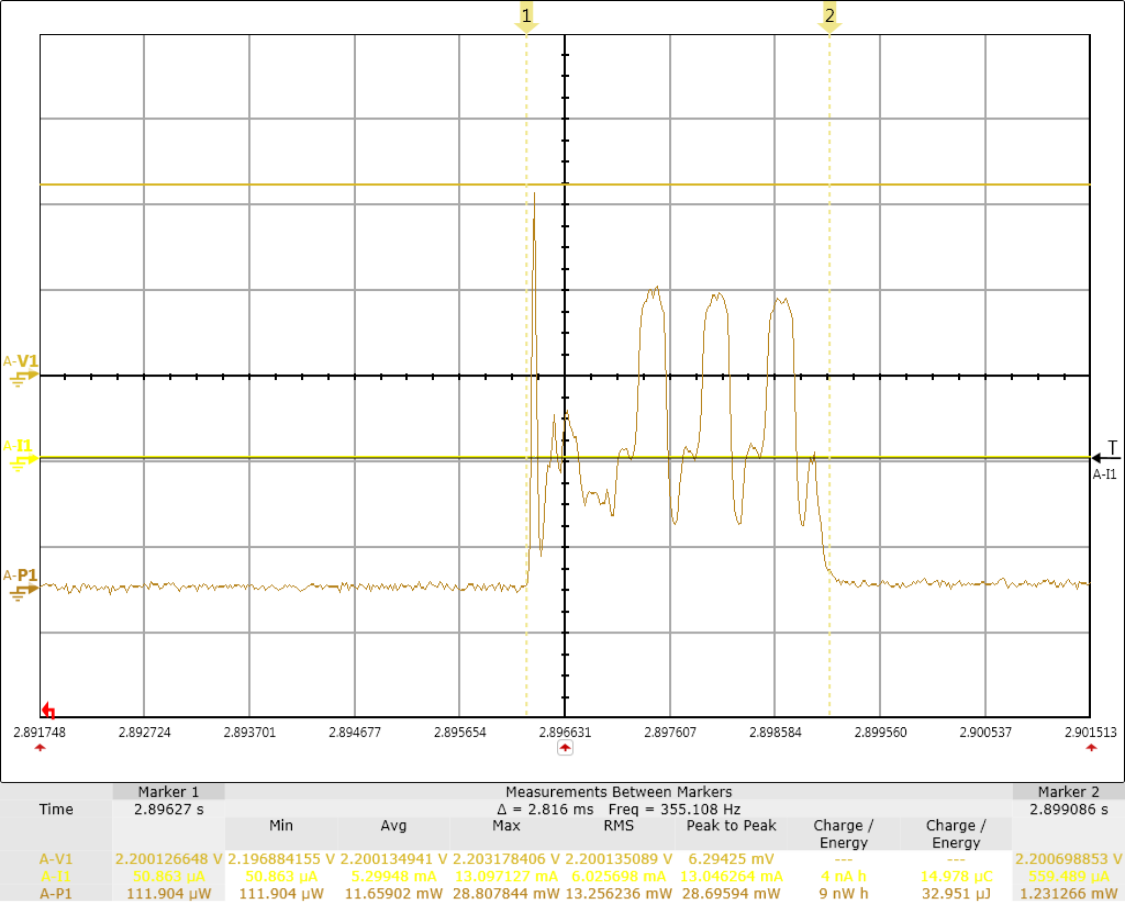 1 2
A-V1
A-I1
T
A-I1
A-P1
2.891748 2.892724 2.893701 2.894677 2.895654 2.896631 2.897607 2.898584 2.899560 2.900537 2.901513
Marker 1 Measurements Between Markers Marker 2
Time 2.89627 s Δ = 2.816 ms Freq = 355.108 Hz 2.899086 s
Min Avg Max RMS Peak to Peak Charge / Charge /
Energy Energy
A-V1 2.200126648 V 2.196884155 V 2.200134941 V 2.203178406 V 2.200135089 V 6.29425 mV --- --- 2.200698853 V
A-I1 50.863 µA 50.863 µA 5.29948 mA 13.097127 mA 6.025698 mA 13.046264 mA 4 nA h 14.978 µC 559.489 µA
A-P1 111.904 µW 111.904 µW 11.65902 mW 28.807844 mW 13.256236 mW 28.69594 mW 9 nW h 32.951 µJ 1.231266 mW